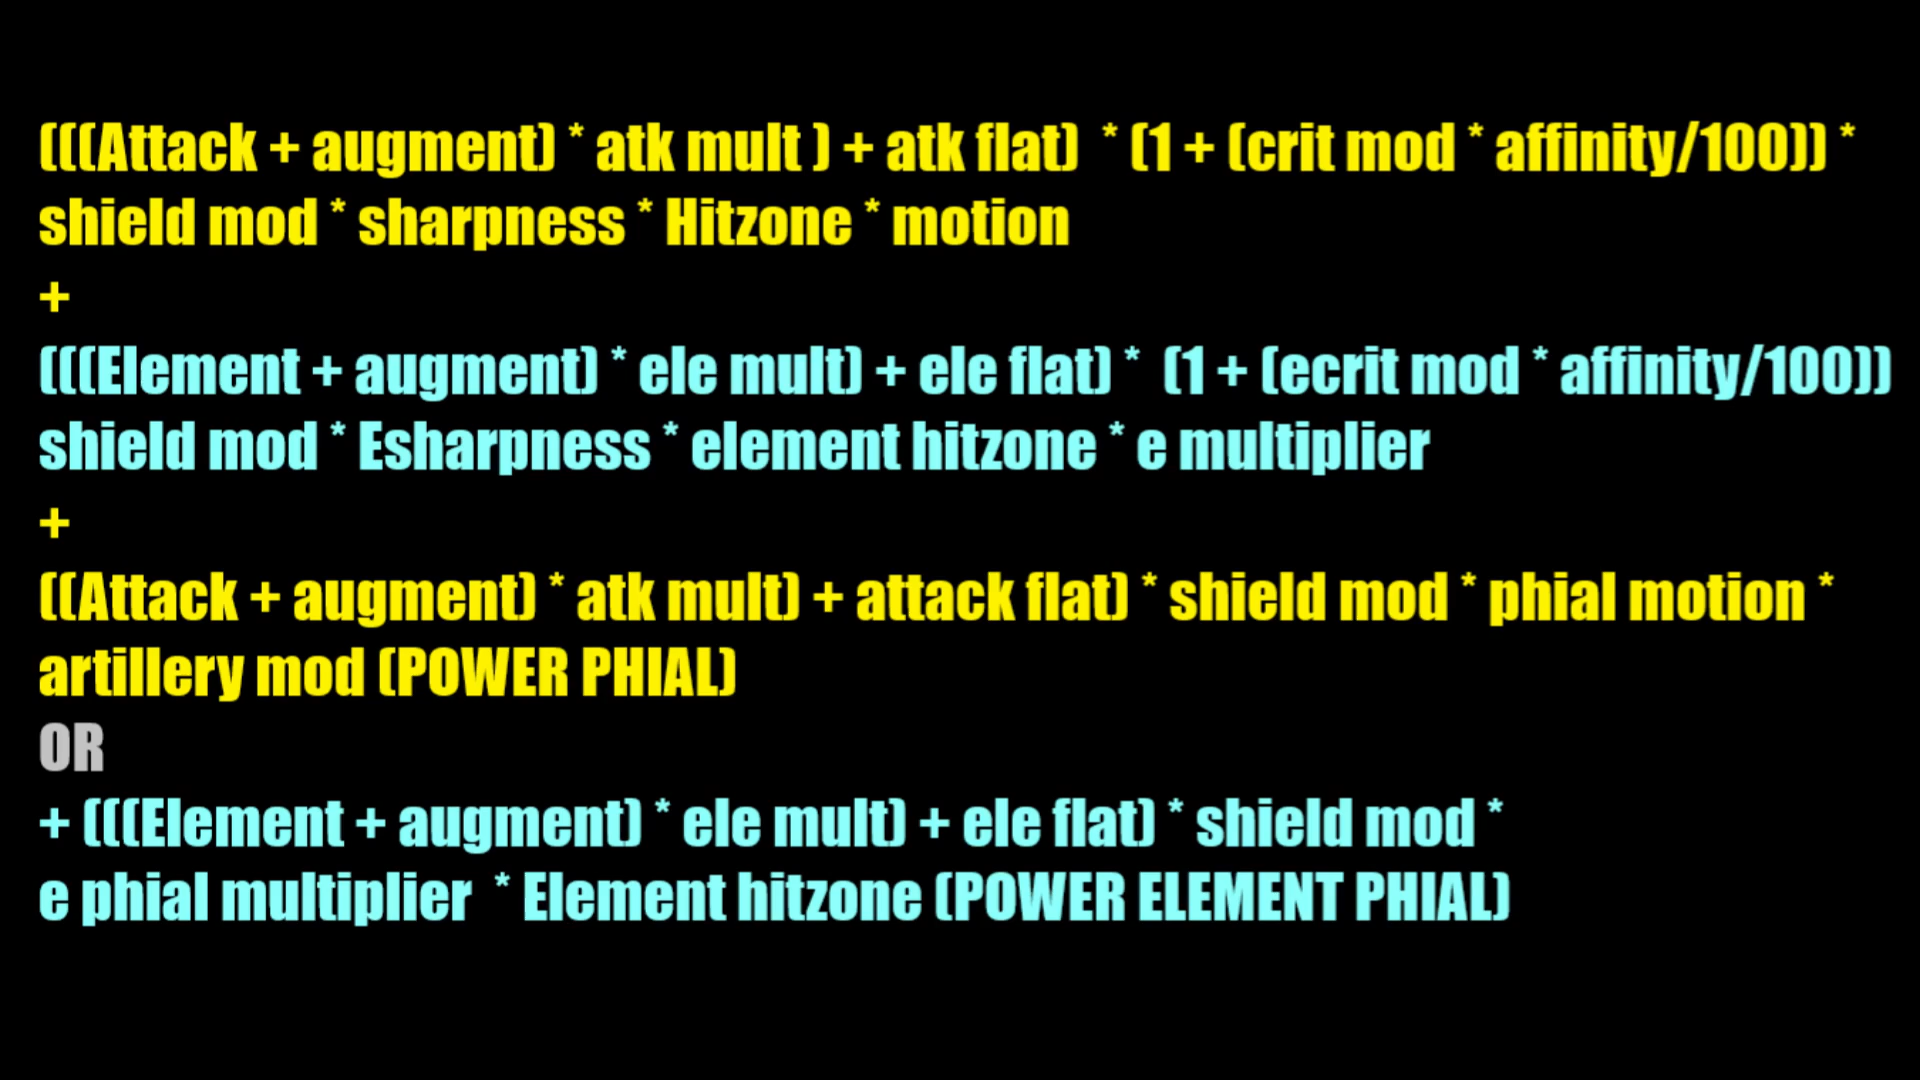 (((Attack + augment) * atk mult ) + atk flat)  * (1 + (crit mod * affinity/100)) *
shield mod * sharpness * Hitzone * motion
+
(((Element + augment) * ele mult) + ele flat) *  (1 + (ecrit mod * affinity/100))
shield mod * Esharpness * element hitzone * e multiplier
+
((Attack + augment) * atk mult) + attack flat) * shield mod * phial motion *
artillery mod (POWER PHIAL)
OR
+ (((Element + augment) * ele mult) + ele flat) * shield mod *
e phial multiplier  * Element hitzone (POWER ELEMENT PHIAL)